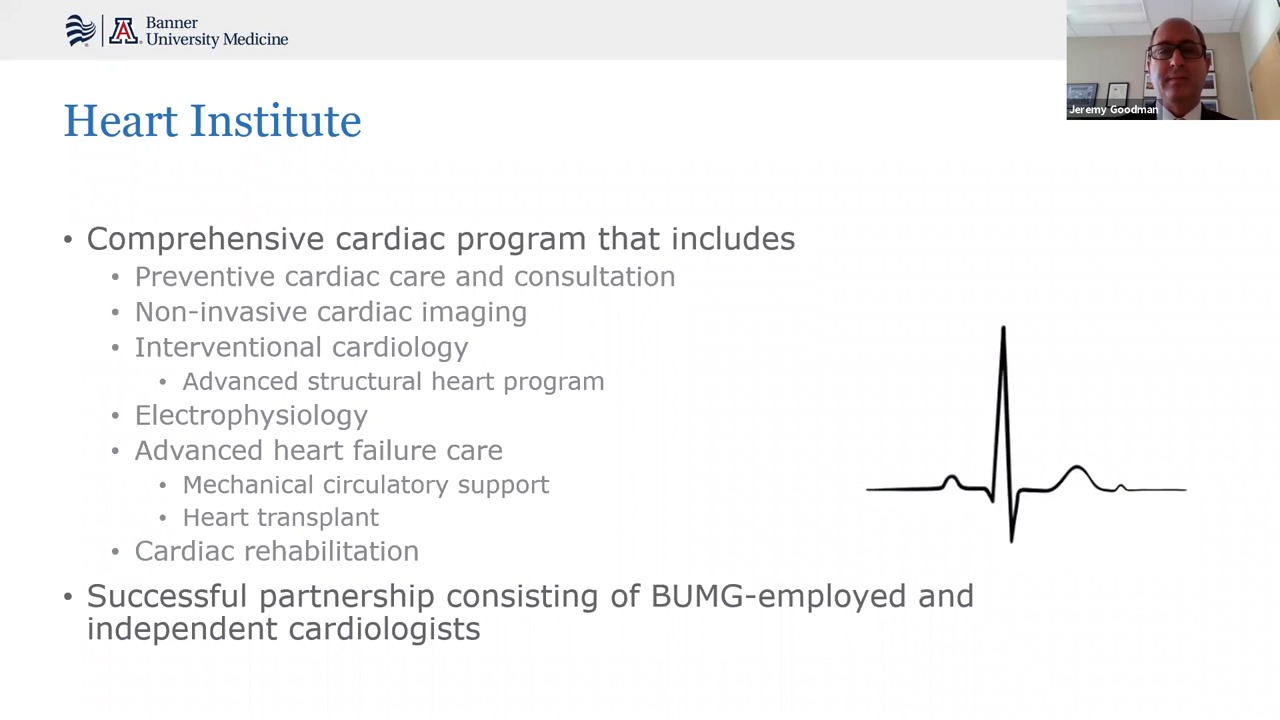 Banner
University Medicine
Jeremy Goodman
Heart Institute
• Comprehensive cardiac program that includes
• Preventive cardiac care and consultation
• Non-invasive cardiac imaging
• Interventional cardiology
• Advanced structural heart program
• Electrophysiology
• Advanced heart failure care
• Mechanical circulatory support
• Heart transplant
• Cardiac rehabilitation
• Successful partnership consisting of BUMG-employed and
independent cardiologists